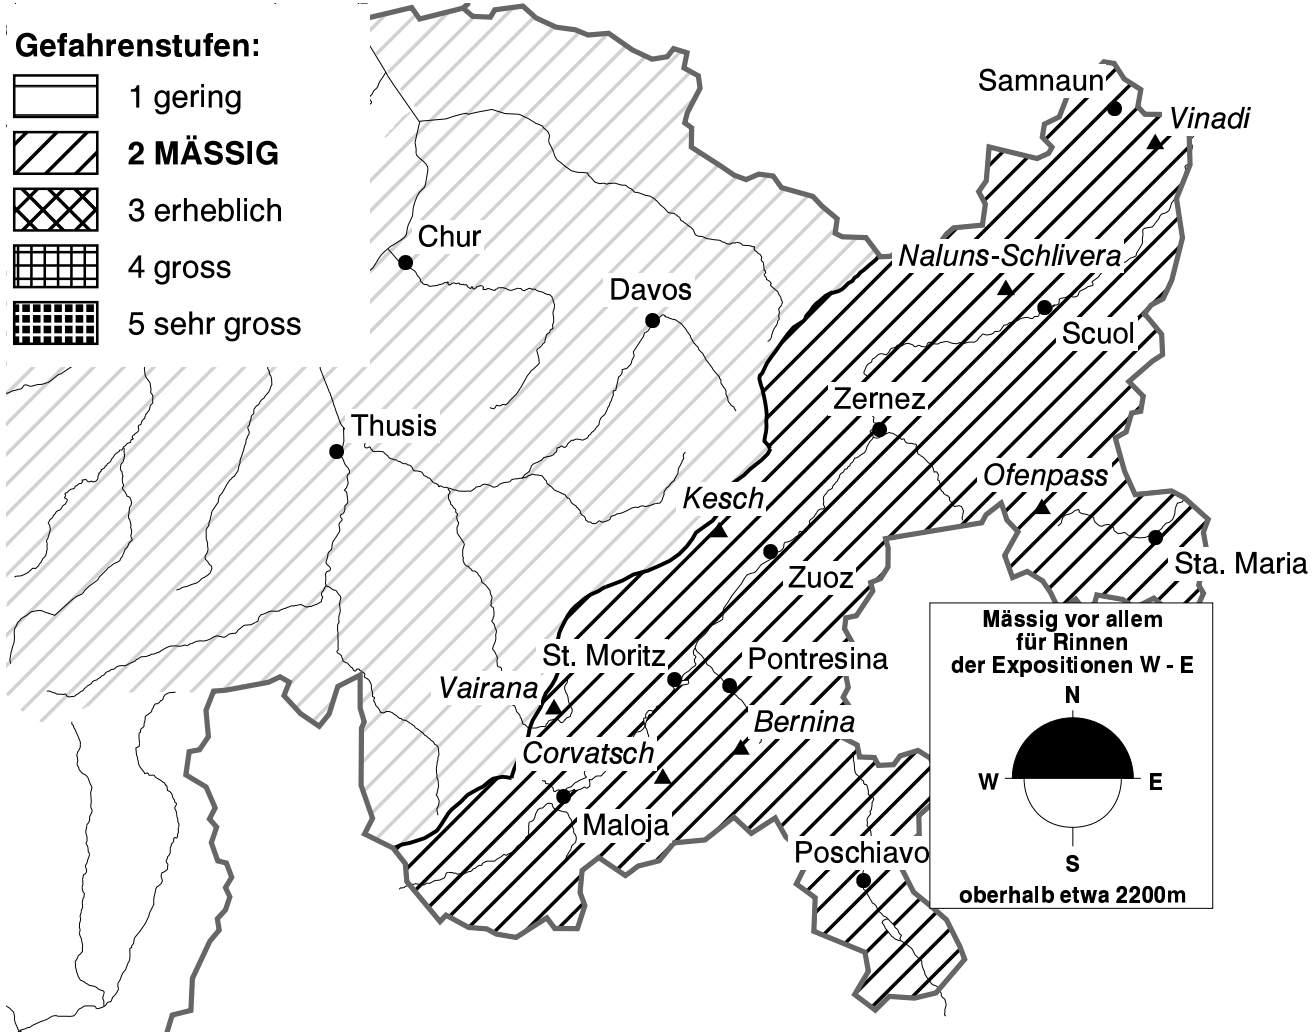 Gefahrenstufen:
1 gering
2 MÄSSIG
3 erheblich
4 gross
5 sehr gross
Samnaun
Vinadi
Chur
Naluns-Schlivera
Davos
Scuol
Zernez
Thusis
Ofenpass
Kesch
Sta. Maria
Zuoz
St. Moritz
Pontresina
Vairana
Bernina
Corvatsch
Maloja
Poschiavo
Mässig vor allem
für Rinnen
der Expositionen W - E
N
W
E
S
oberhalb etwa 2200m